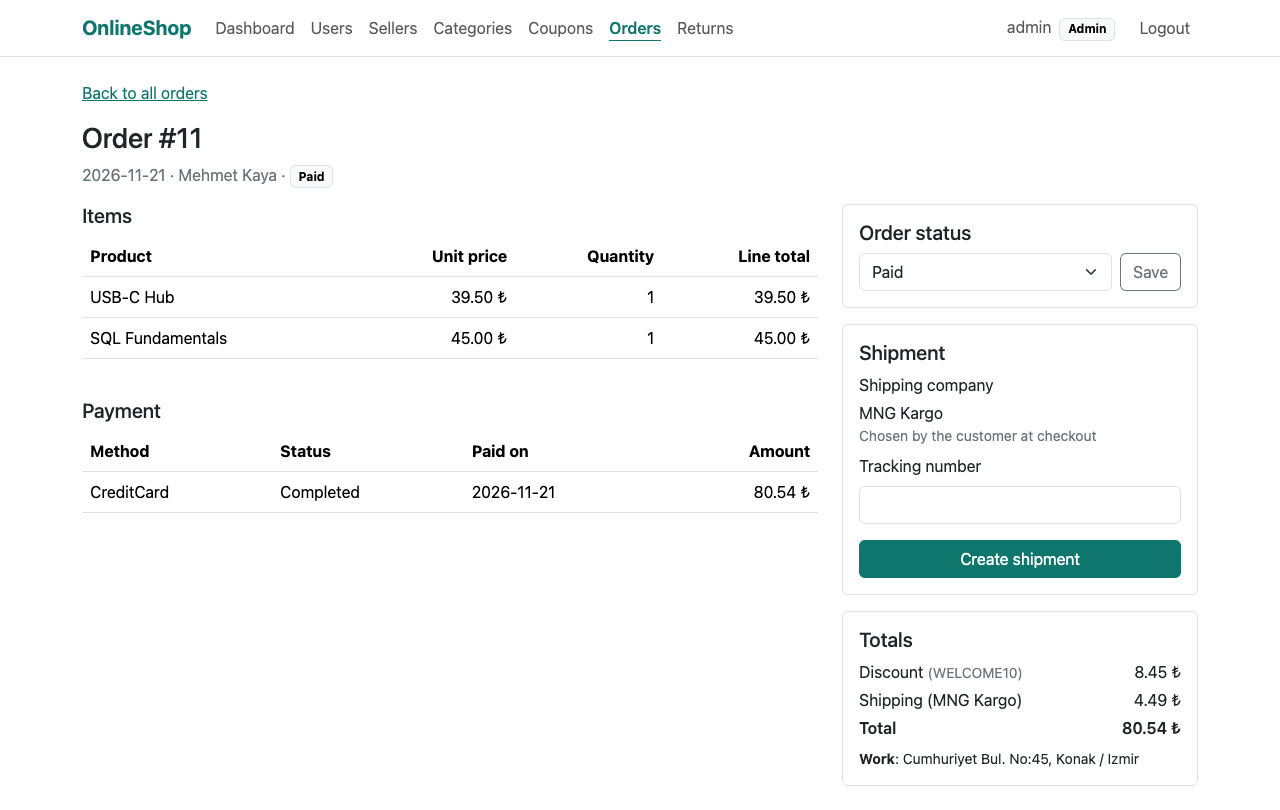 OnlineShop Dashboard Users Sellers Categories Coupons Orders Returns admin Admin Logout
Back to all orders
Order #11
2026-11-21 · Mehmet Kaya · Paid
Items
Product Unit price Quantity Line total
USB-C Hub 39.50 ₺ 1 39.50 ₺
SQL Fundamentals 45.00 ₺ 1 45.00 ₺
Payment
Method Status Paid on Amount
CreditCard Completed 2026-11-21 80.54 ₺
Order status
Paid Save
Shipment
Shipping company
MNG Kargo
Chosen by the customer at checkout
Tracking number
Create shipment
Totals
Discount (WELCOME10) 8.45 ₺
Shipping (MNG Kargo) 4.49 ₺
Total 80.54 ₺
Work: Cumhuriyet Bul. No:45, Konak / Izmir